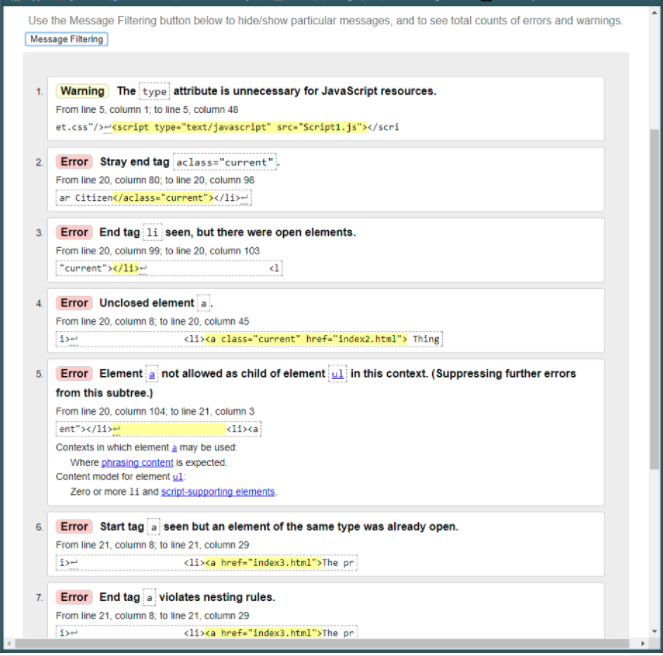 Use the Message Filtering button below to hide/show particular messages, and to see total counts of errors and warnings.
Message Filtering
1. Warning The type attribute is unnecessary for JavaScript resources.
From line 5, column 1; to line 5, column 48
et.css"/>↩<script type="text/javascript" src="Script1.js"></scri
2. Error Stray end tag aclass="current".
From line 20, column 80; to line 20, column 98
ar Citizen</aclass="current"></li>↩
3. Error End tag li seen, but there were open elements.
From line 20, column 99; to line 20, column 103
"current"></li>↩ <l
4. Error Unclosed element a.
From line 20, column 8; to line 20, column 45
i>↩ <li><a class="current" href="index2.html"> Thing
5. Error Element a not allowed as child of element ul in this context. (Suppressing further errors
from this subtree.)
From line 20, column 104; to line 21, column 3
ent"></li>↩ <li><a
Contexts in which element a may be used:
Where phrasing content is expected.
Content model for element ul:
Zero or more li and script-supporting elements.
6. Error Start tag a seen but an element of the same type was already open.
From line 21, column 8; to line 21, column 29
i>↩ <li><a href="index3.html">The pr
7. Error End tag a violates nesting rules.
From line 21, column 8; to line 21, column 29
i>↩ <li><a href="index3.html">The pr